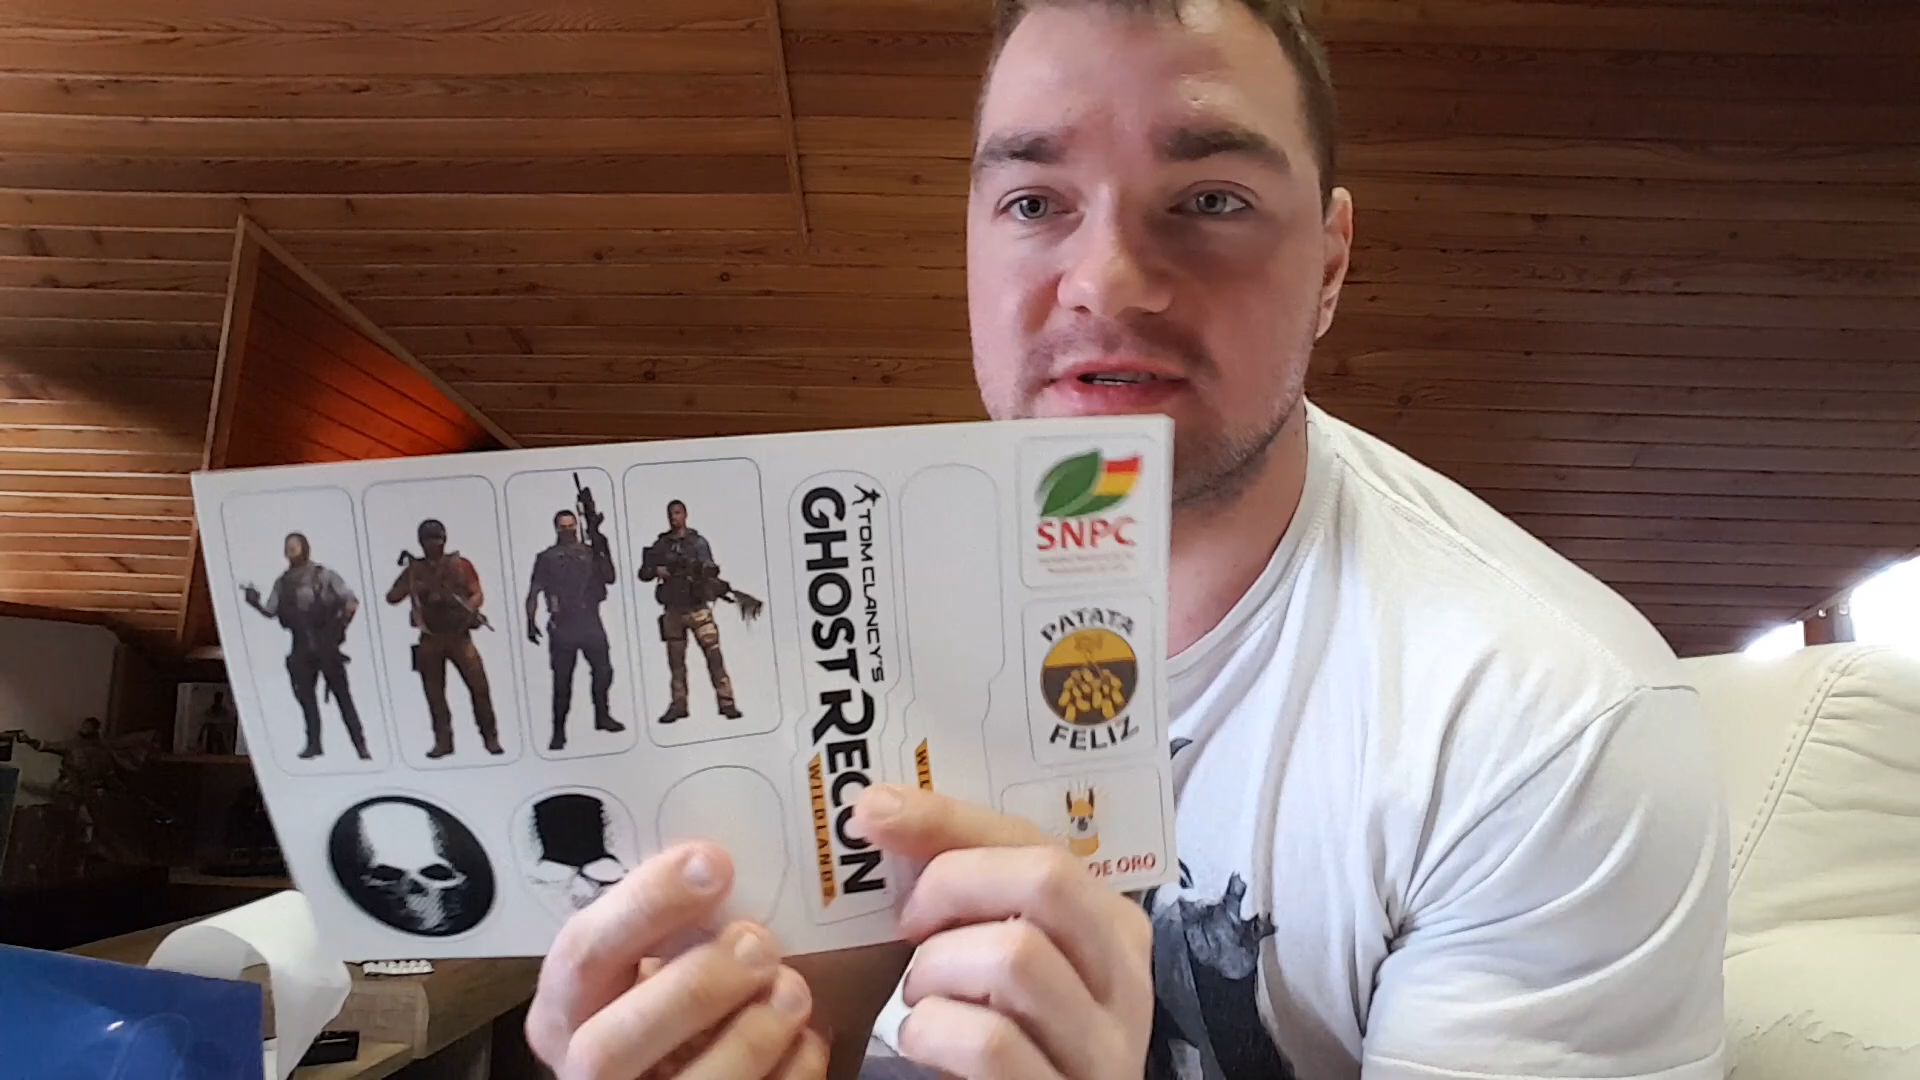 TOM CLANCY'S
GHOST RECON
WILDLANDS
SNPC
PATATA
FELIZ
DE ORO